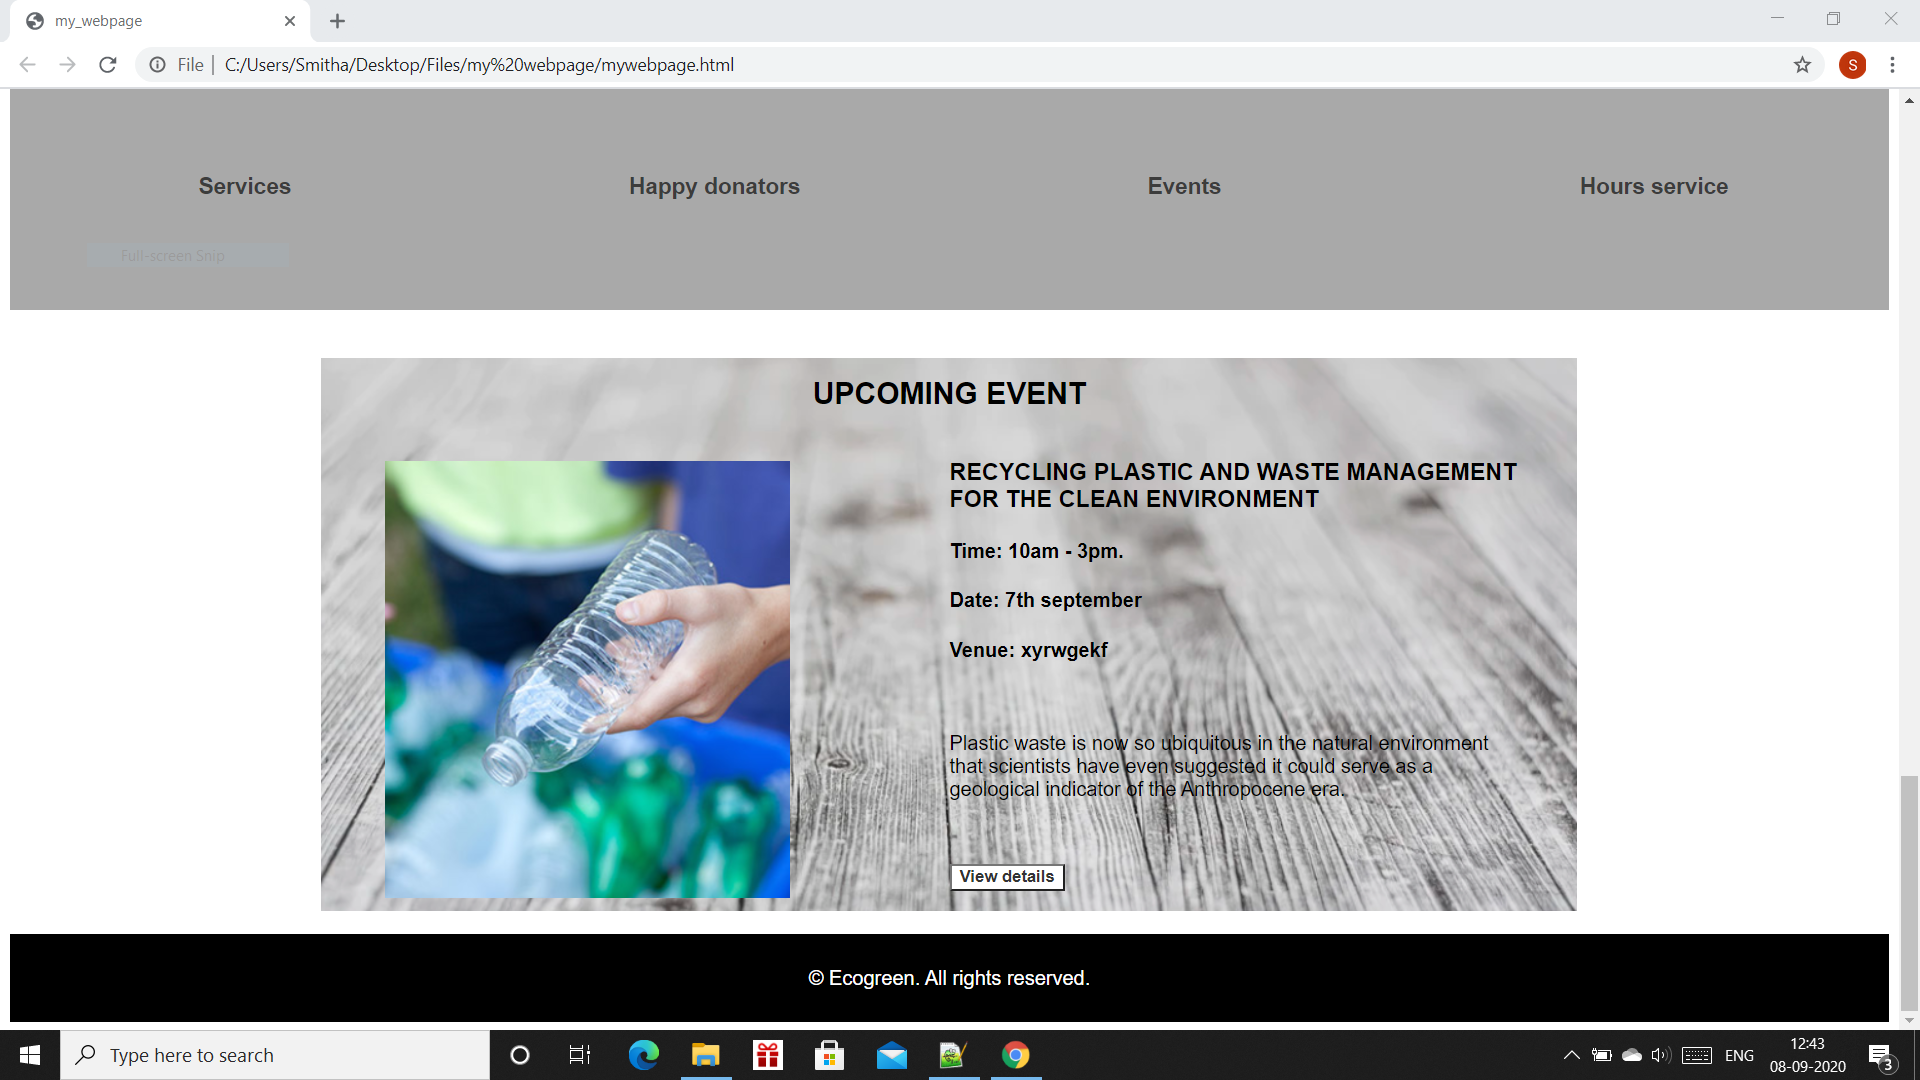 my_webpage
File
C:/Users/Smitha/Desktop/Files/my%20webpage/mywebpage.html
S
Services
Happy donators
Events
Hours service
Full-screen Snip
UPCOMING EVENT
RECYCLING PLASTIC AND WASTE MANAGEMENT
FOR THE CLEAN ENVIRONMENT
Time: 10am - 3pm.
Date: 7th september
Venue: xyrwgekf
Plastic waste is now so ubiquitous in the natural environment
that scientists have even suggested it could serve as a
geological indicator of the Anthropocene era.
View details
© Ecogreen. All rights reserved.
Type here to search
ENG
12:43
08-09-2020
3